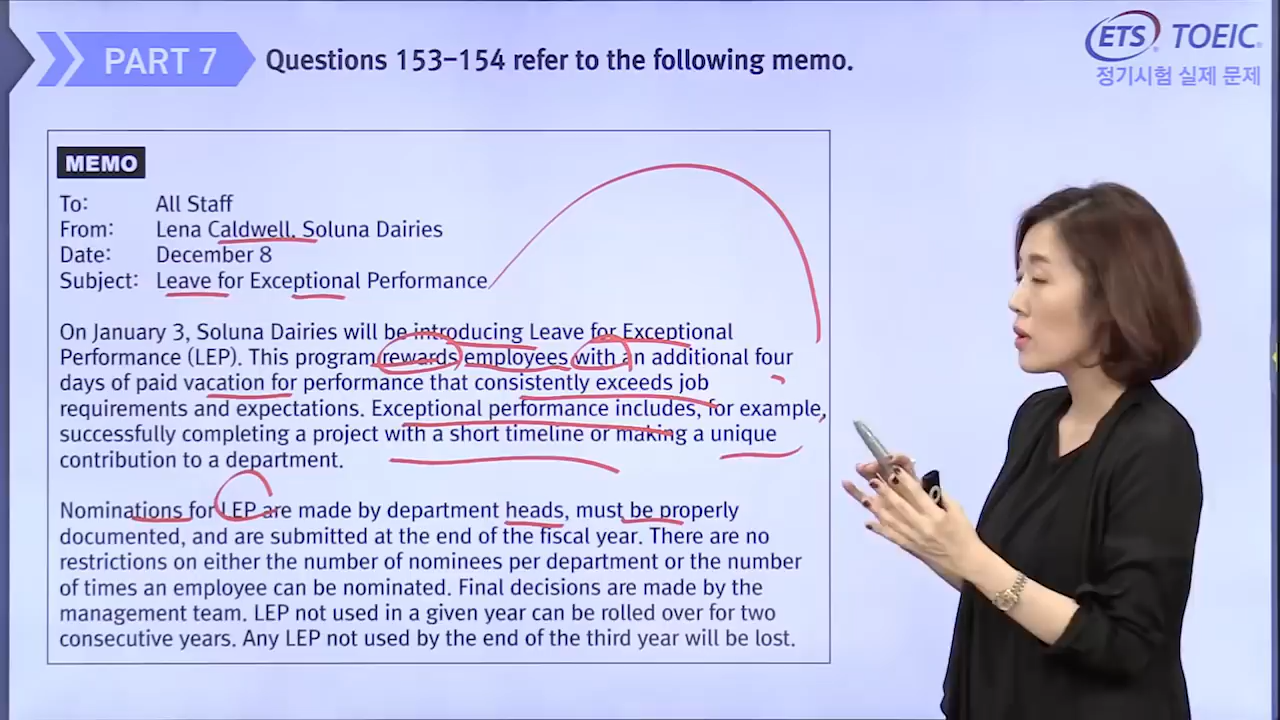 PART 7
Questions 153–154 refer to the following memo.
ETS TOEIC
정기시험 실제 문제
MEMO
To: All Staff
From: Lena Caldwell, Soluna Dairies
Date: December 8
Subject: Leave for Exceptional Performance
On January 3, Soluna Dairies will be introducing Leave for Exceptional
Performance (LEP). This program rewards employees with an additional four
days of paid vacation for performance that consistently exceeds job
requirements and expectations. Exceptional performance includes, for example,
successfully completing a project with a short timeline or making a unique
contribution to a department.
Nominations for LEP are made by department heads, must be properly
documented, and are submitted at the end of the fiscal year. There are no
restrictions on either the number of nominees per department or the number
of times an employee can be nominated. Final decisions are made by the
management team. LEP not used in a given year can be rolled over for two
consecutive years. Any LEP not used by the end of the third year will be lost.